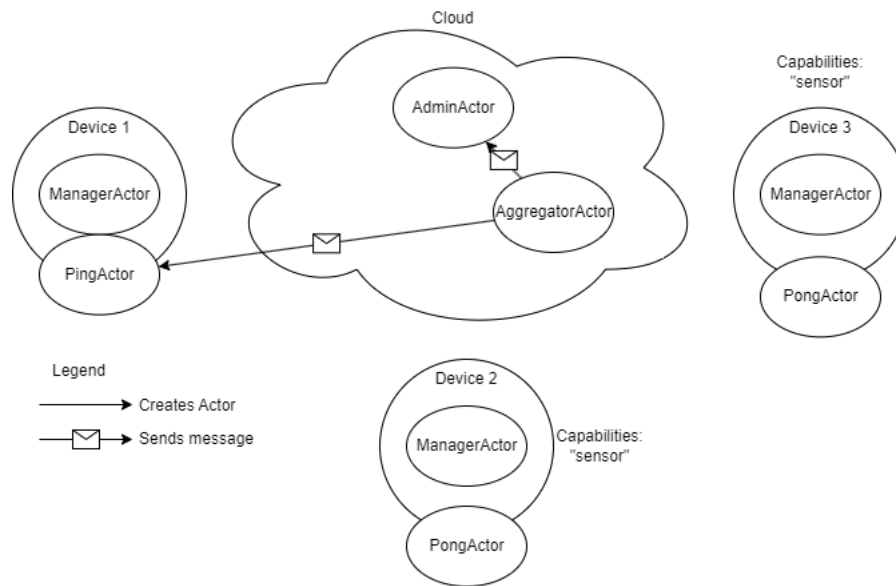 Cloud
Capabilities:
"sensor"
AdminActor
Device 1
Device 3
ManagerActor
ManagerActor
AggregatorActor
PingActor
PongActor
Legend
Device 2
Creates Actor
Sends message
ManagerActor
Capabilities:
"sensor"
PongActor